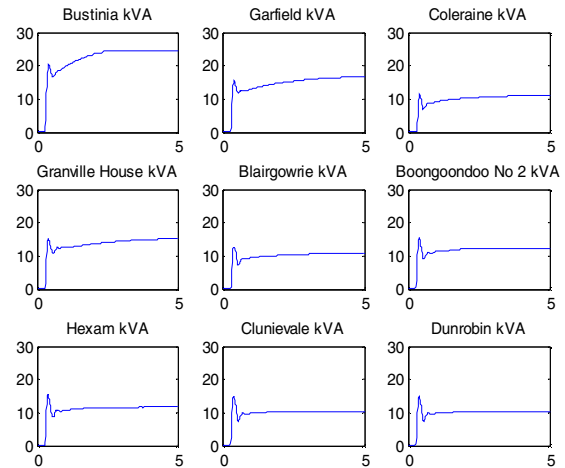 Bustinia kVA Garfield kVA Coleraine kVA
30 30 30
20 20 20
10 10 10
0 0 0
0 5 0 5 0 5
Granville House kVA Blairgowrie kVA Boongoondoo No 2 kVA
30 30 30
20 20 20
10 10 10
0 0 0
0 5 0 5 0 5
Hexam kVA Clunievale kVA Dunrobin kVA
30 30 30
20 20 20
10 10 10
0 0 0
0 5 0 5 0 5